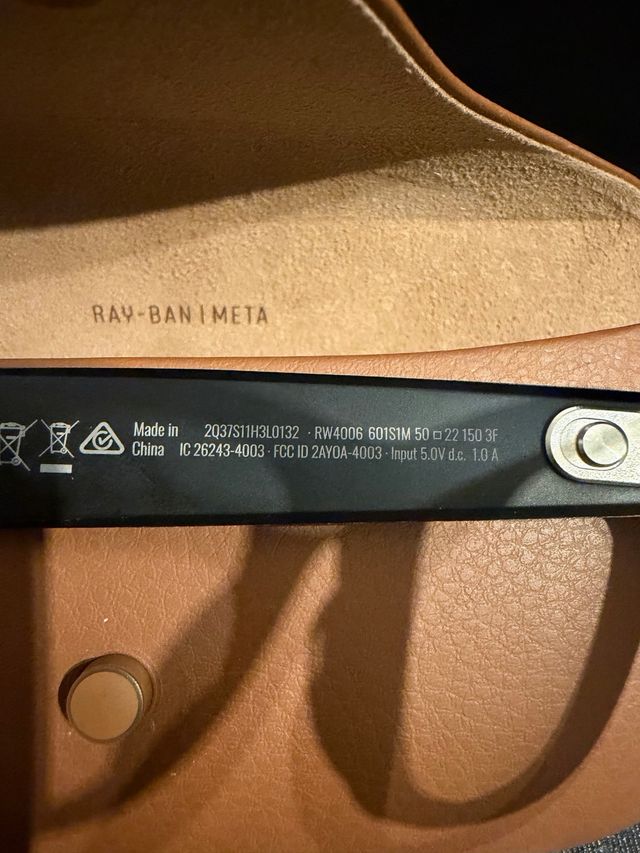 RAY-BAN | META
Made in 2Q37S11H3L0132 · RW4006 601S1M 50 □ 22 150 3F
China IC 26243-4003 · FCC ID 2AYOA-4003 · Input 5.0V d.c. 1.0 A